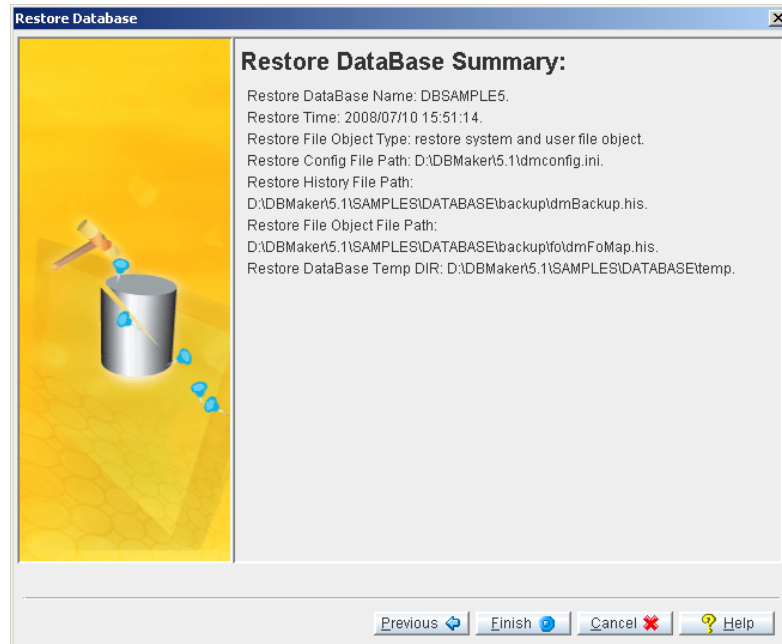 Restore Database
Restore DataBase Summary:
Restore DataBase Name: DBSAMPLE5.
Restore Time: 2008/07/10 15:51:14.
Restore File Object Type: restore system and user file object.
Restore Config File Path: D:\DBMaker\5.1\dmconfig.ini.
Restore History File Path:
D:\DBMaker\5.1\SAMPLES\DATABASE\backup\dmBackup.his.
Restore File Object File Path:
D:\DBMaker\5.1\SAMPLES\DATABASE\backup\fo\dmFoMap.his.
Restore DataBase Temp DIR: D:\DBMaker\5.1\SAMPLES\DATABASE\temp.
Previous Finish Cancel Help